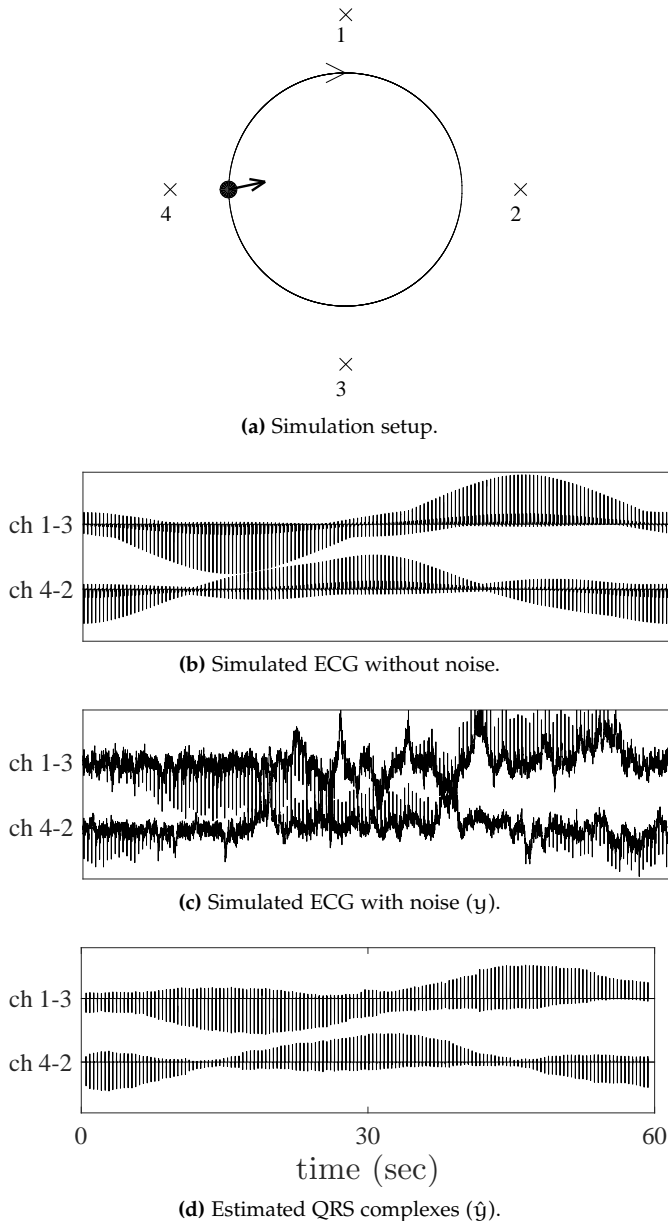 1
4
2
3
(a) Simulation setup.
ch 1-3
ch 4-2
(b) Simulated ECG without noise.
ch 1-3
ch 4-2
(c) Simulated ECG with noise (y).
ch 1-3
ch 4-2
0 30 60
time (sec)
(d) Estimated QRS complexes (ŷ).